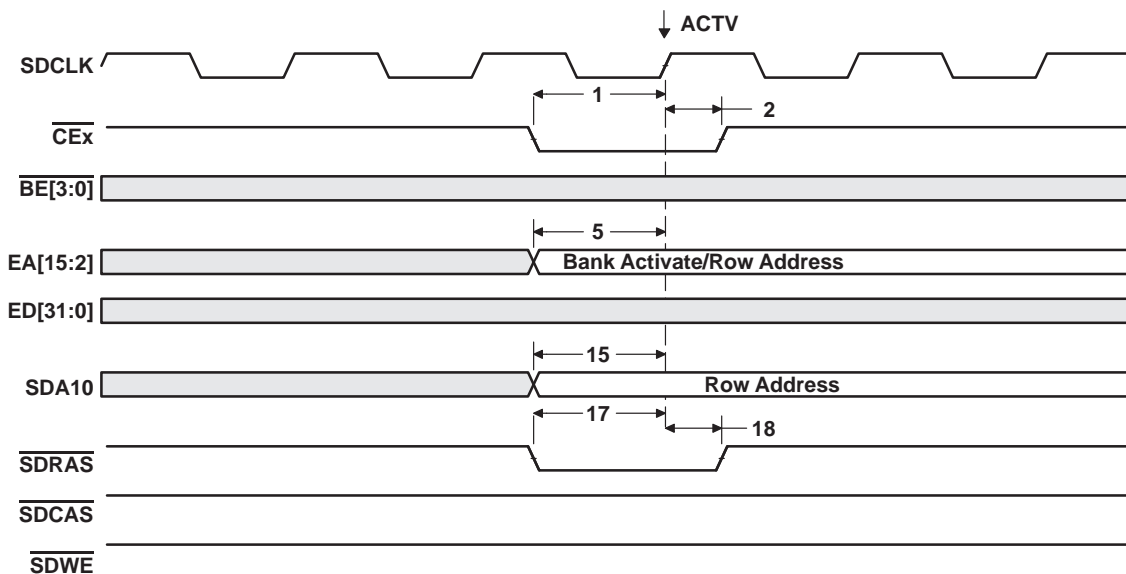 ACTV
SDCLK
1
2
CEx
BE[3:0]
5
EA[15:2]
Bank Activate/Row Address
ED[31:0]
15
SDA10
Row Address
17
18
SDRAS
SDCAS
SDWE